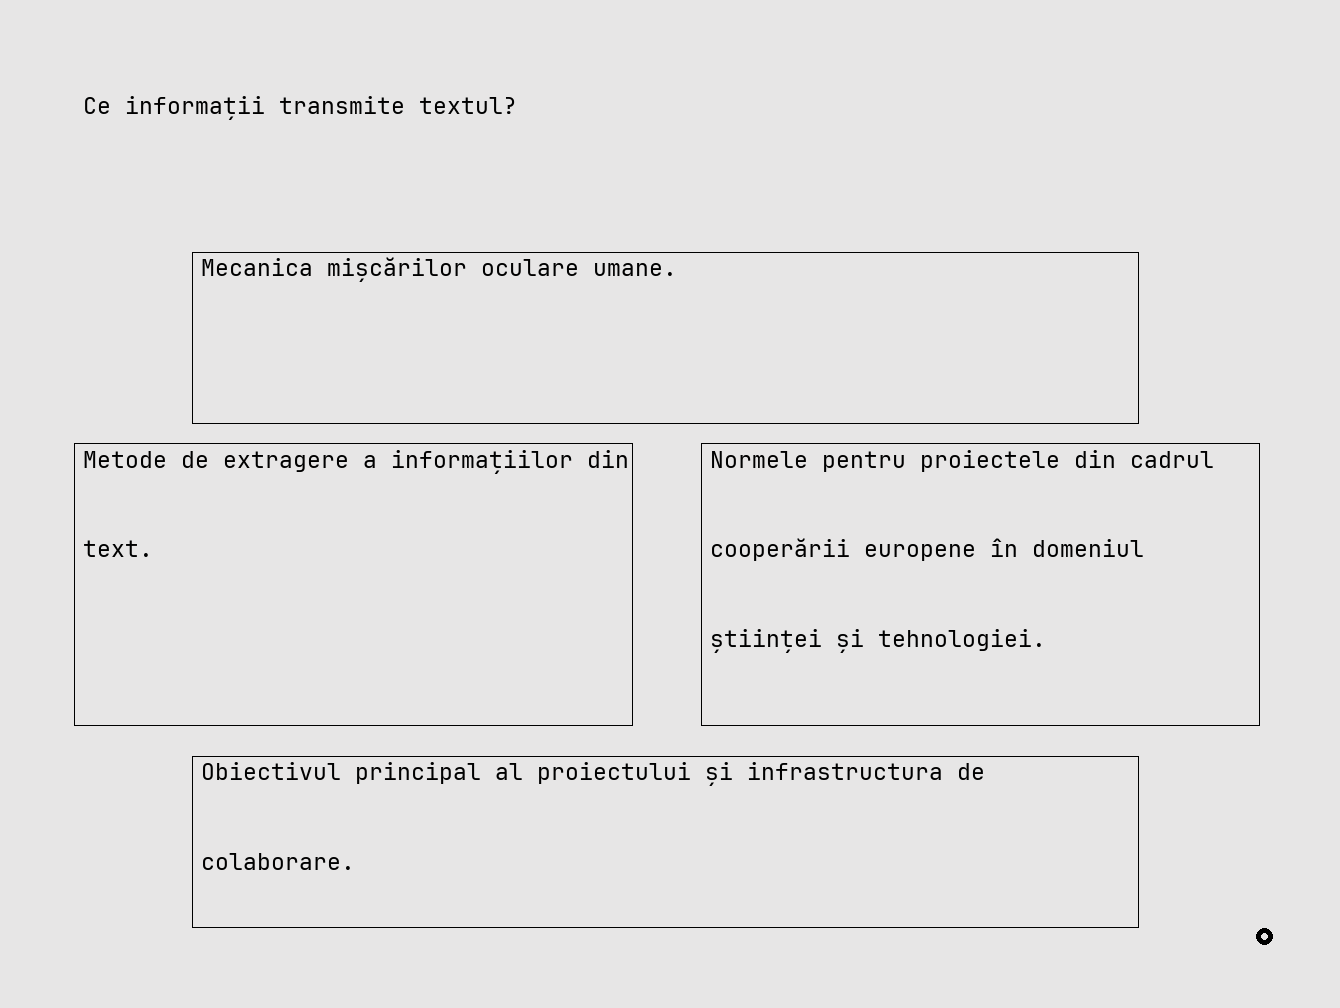 Ce informații transmite textul?
Mecanica mișcărilor oculare umane.
Metode de extragere a informațiilor din
text.
Normele pentru proiectele din cadrul
cooperării europene în domeniul
științei și tehnologiei.
Obiectivul principal al proiectului și infrastructura de
colaborare.